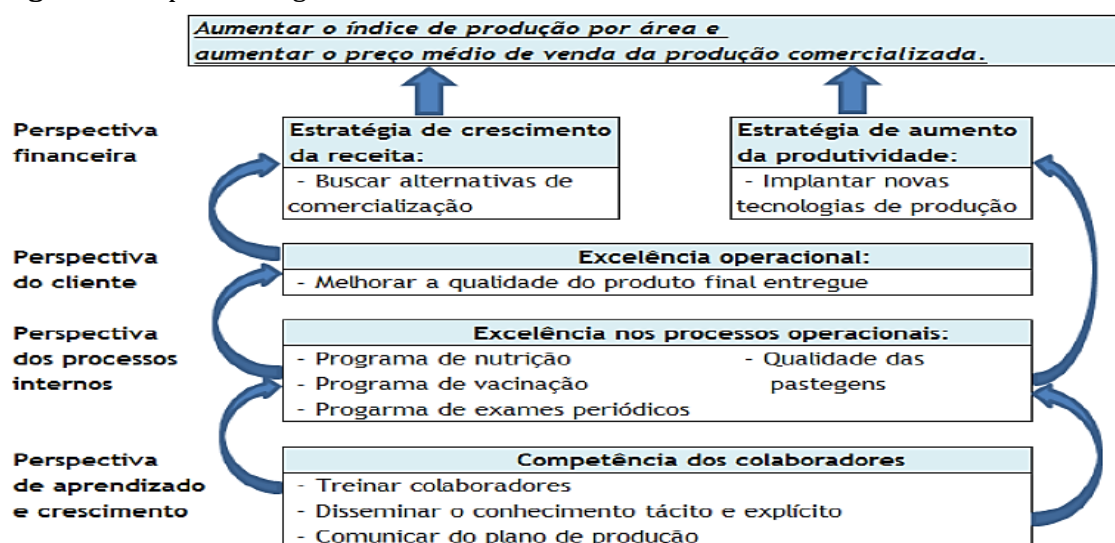 Aumentar o índice de produção por área e
aumentar o preço médio de venda da produção comercializada.
Perspectiva
financeira
Estratégia de crescimento
da receita:
- Buscar alternativas de
comercialização
Estratégia de aumento
da produtividade:
- Implantar novas
tecnologias de produção
Perspectiva
do cliente
Excelência operacional:
- Melhorar a qualidade do produto final entregue
Perspectiva
dos processos
internos
Excelência nos processos operacionais:
- Programa de nutrição
- Programa de vacinação
- Progarma de exames periódicos
- Qualidade das
pastegens
Perspectiva
de aprendizado
e crescimento
Competência dos colaboradores
- Treinar colaboradores
- Disseminar o conhecimento tácito e explícito
- Comunicar do plano de produção